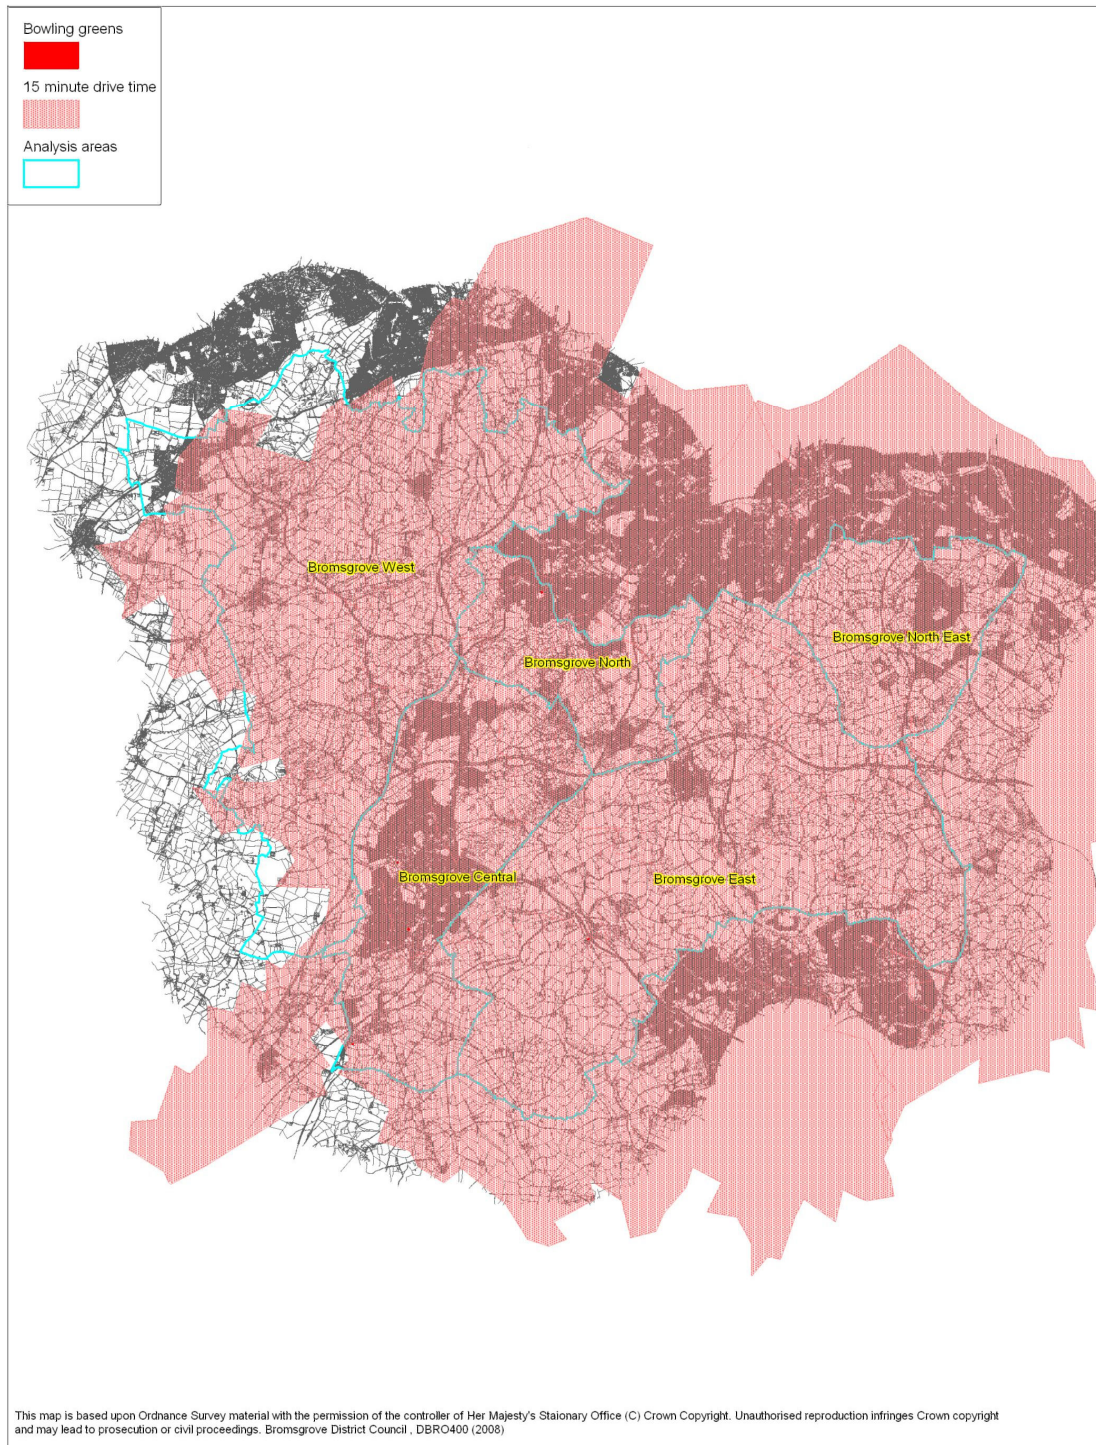 Bowling greens
15 minute drive time
Analysis areas
Bromsgrove West
Bromsgrove North East
Bromsgrove North
Bromsgrove Central
Bromsgrove East
This map is based upon Ordnance Survey material with the permission of the controller of Her Majesty's Staionary Office (C) Crown Copyright. Unauthorised reproduction infringes Crown copyright
and may lead to prosecution or civil proceedings. Bromsgrove District Council , DBRO400 (2008)